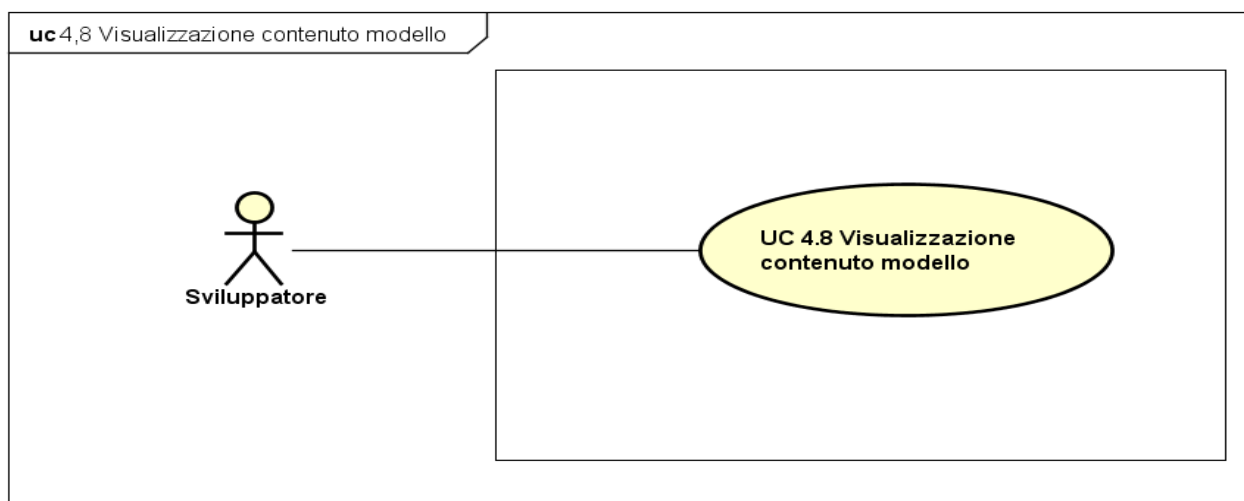 uc 4,8 Visualizzazione contenuto modello
UC 4.8 Visualizzazione
contenuto modello
Sviluppatore